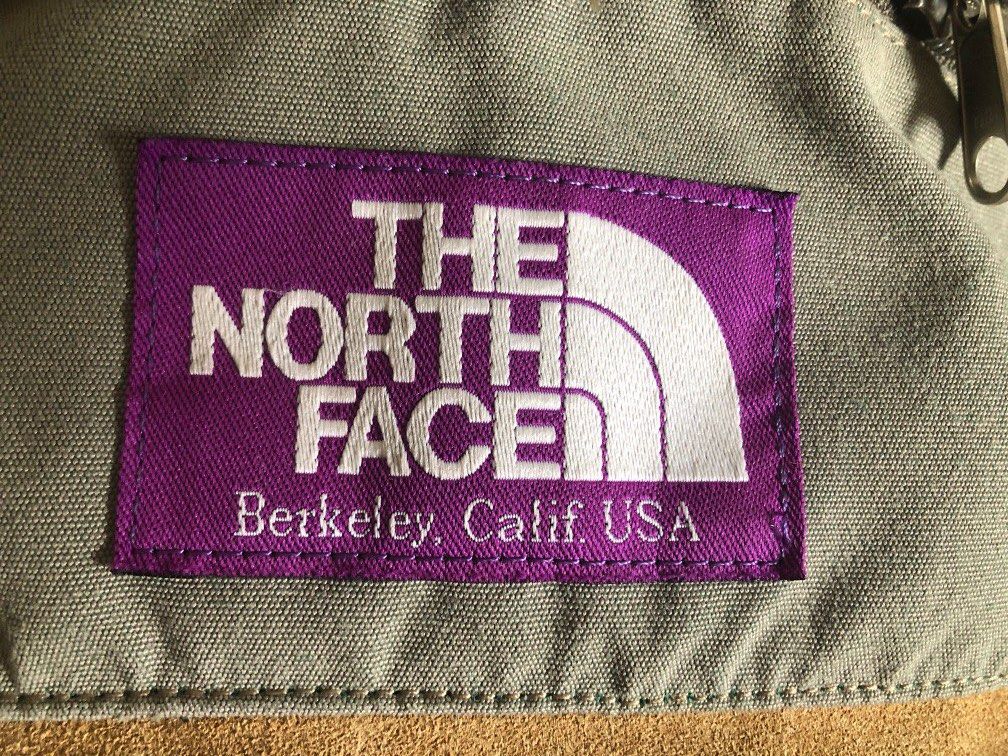 THE
NORTH
FACE
Berkeley, Calif. USA